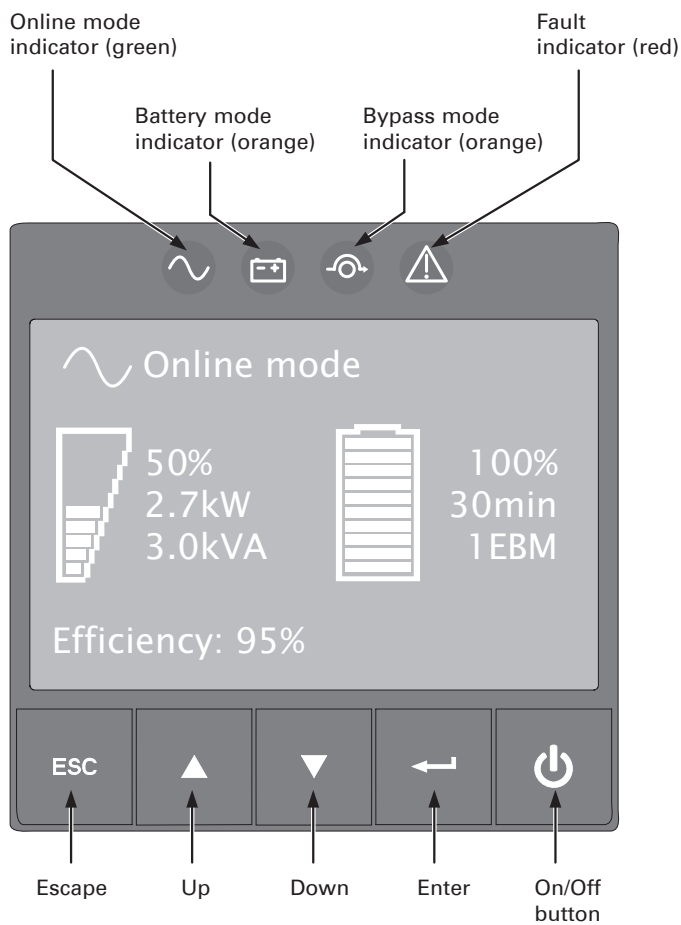 Online mode
indicator (green)
Fault
indicator (red)
Battery mode
indicator (orange)
Bypass mode
indicator (orange)
Online mode
50%
2.7kW
3.0kVA
100%
30min
1EBM
Efficiency: 95%
ESC
Escape
Up
Down
Enter
On/Off
button